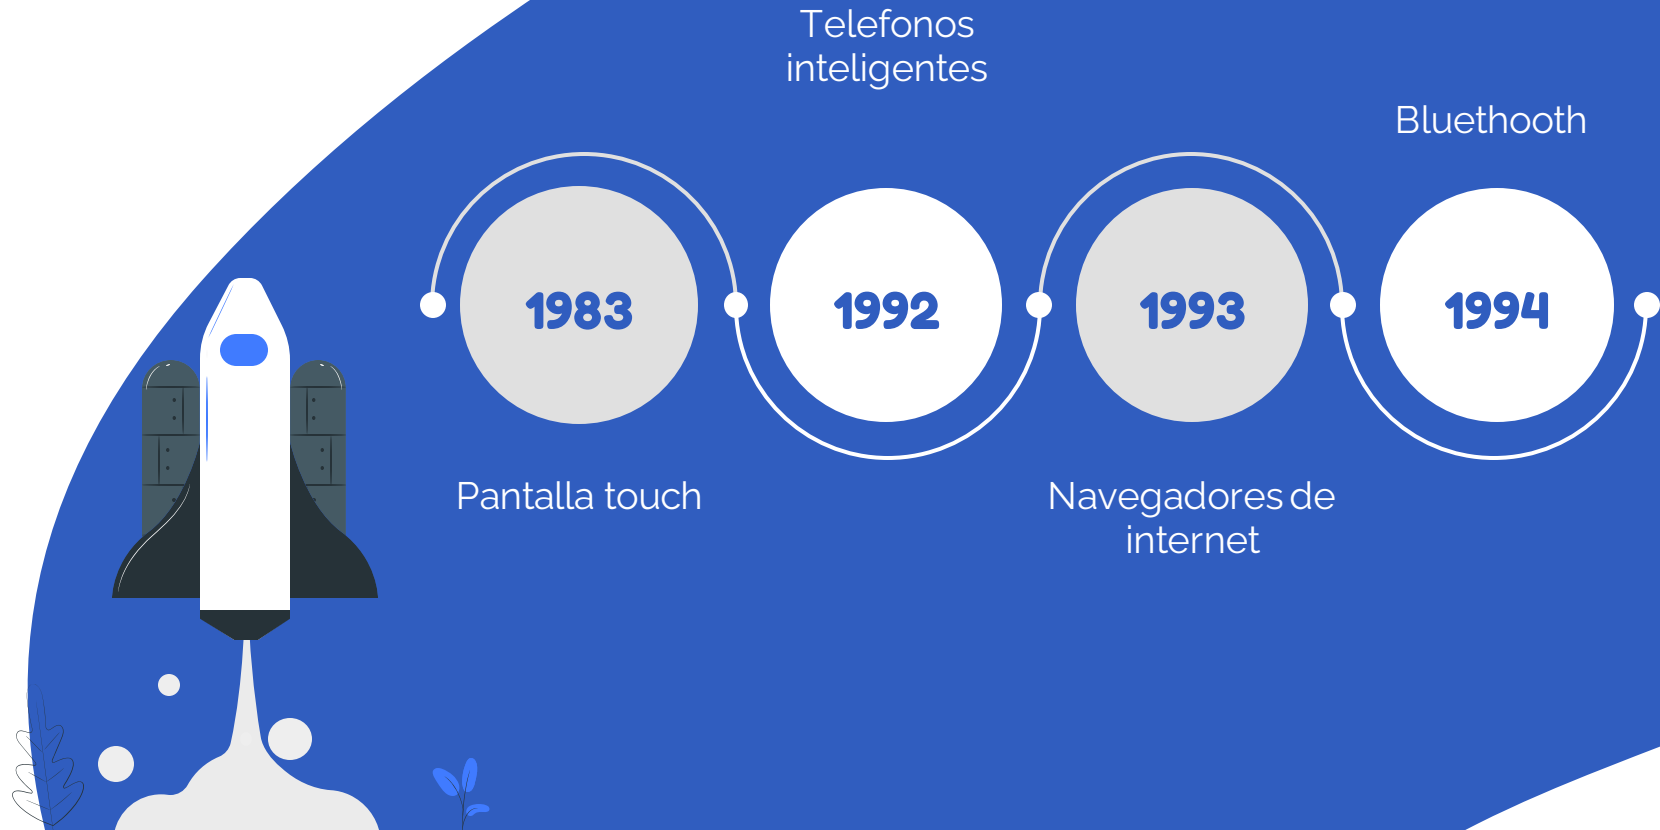 Telefonos
inteligentes
Bluethooth
1983
1992
1993
1994
Pantalla touch
Navegadores de
internet